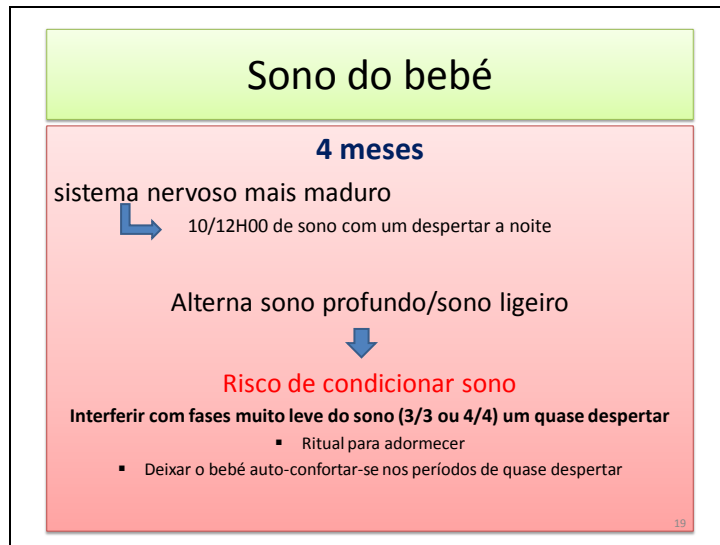 Sono do bebé
4 meses
sistema nervoso mais maduro
10/12H00 de sono com um despertar a noite
Alterna sono profundo/sono ligeiro
Risco de condicionar sono
Interferir com fases muito leve do sono (3/3 ou 4/4) um quase despertar
▪ Ritual para adormecer
▪ Deixar o bebé auto-confortar-se nos períodos de quase despertar
19